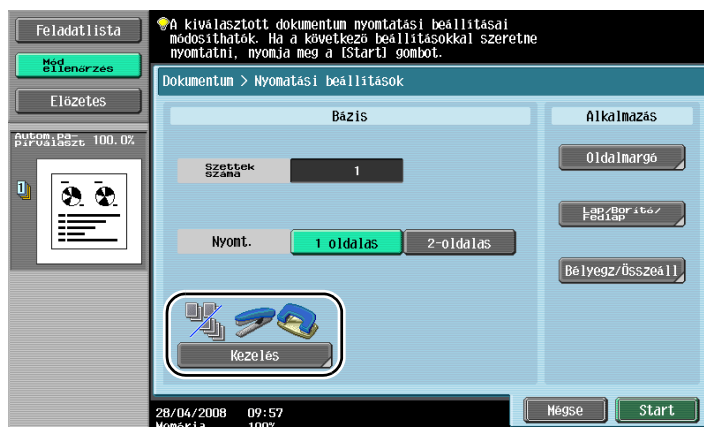 Feladatlista
Mód
ellenőrzés
Előzetes
Autom.pa-
pírválaszt 100.0%
1
A kiválasztott dokumentum nyomtatási beállításai
módosíthatók. Ha a következő beállításokkal szeretne
nyomtatni, nyomja meg a [Start] gombot.
Dokumentum > Nyomatási beállítások
Bázis
Szettek
száma
1
Nyomt.
1 oldalas
2-oldalas
Kezelés
Alkalmazás
Oldalmargó
Lap/Borító/
Fedlap
Bélyegz/Összeáll
28/04/2008 09:57
Memória 100%
Mégse
Start